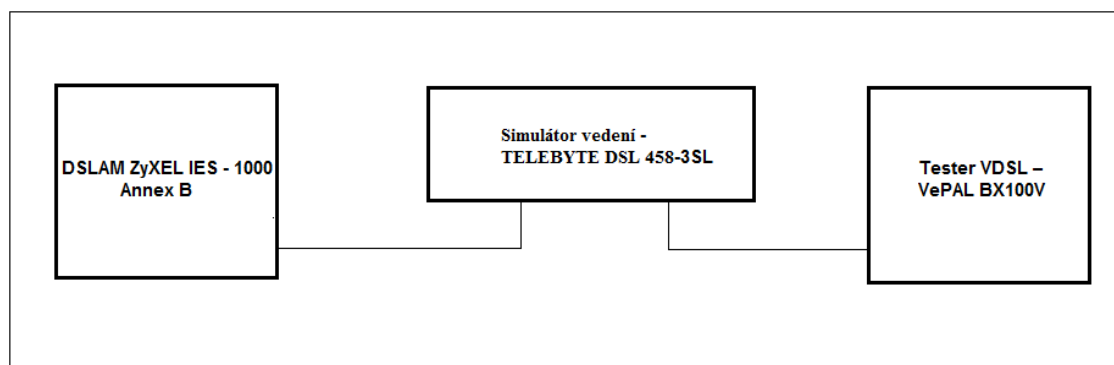 DSLAM ZyXEL IES - 1000
Annex B
Simulátor vedení -
TELEBYTE DSL 458-3SL
Tester VDSL –
VePAL BX100V